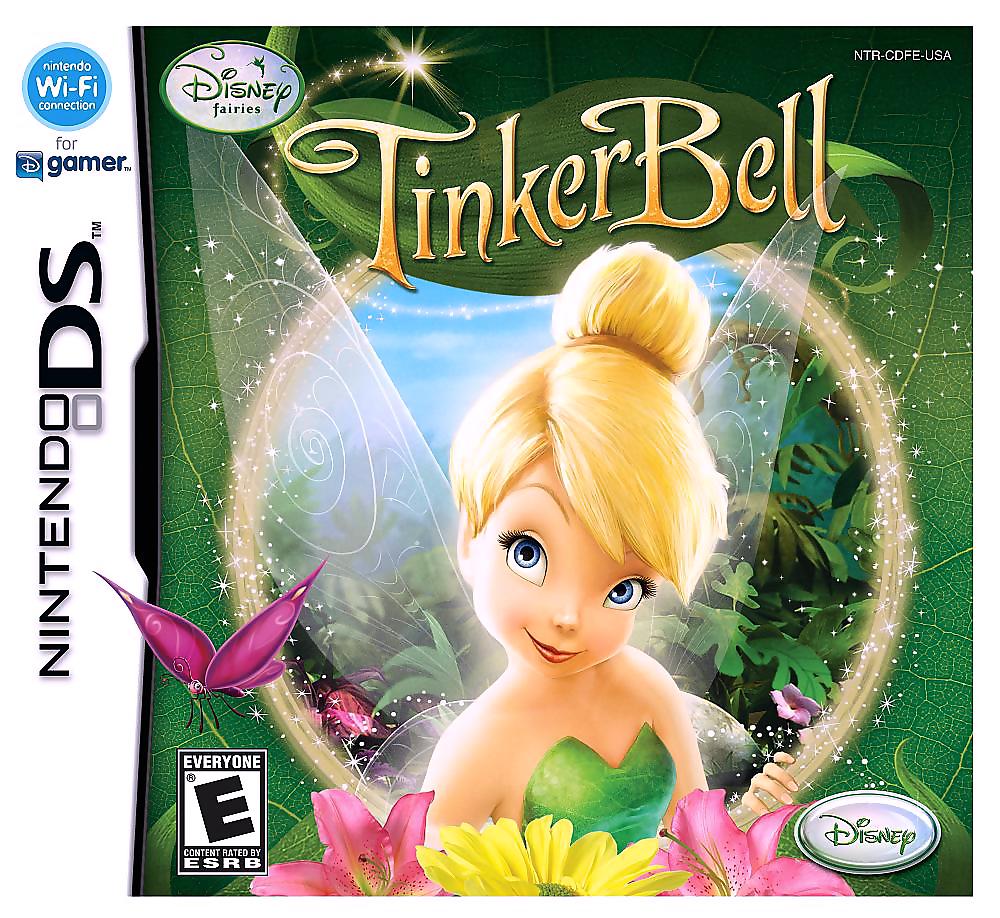 nintendo
Wi-Fi
connection
for
D gamer™
NINTENDO DS™
Disney
fairies
NTR-CDFE-USA
TinkerBell
EVERYONE
E®
CONTENT RATED BY
ESRB
Disney